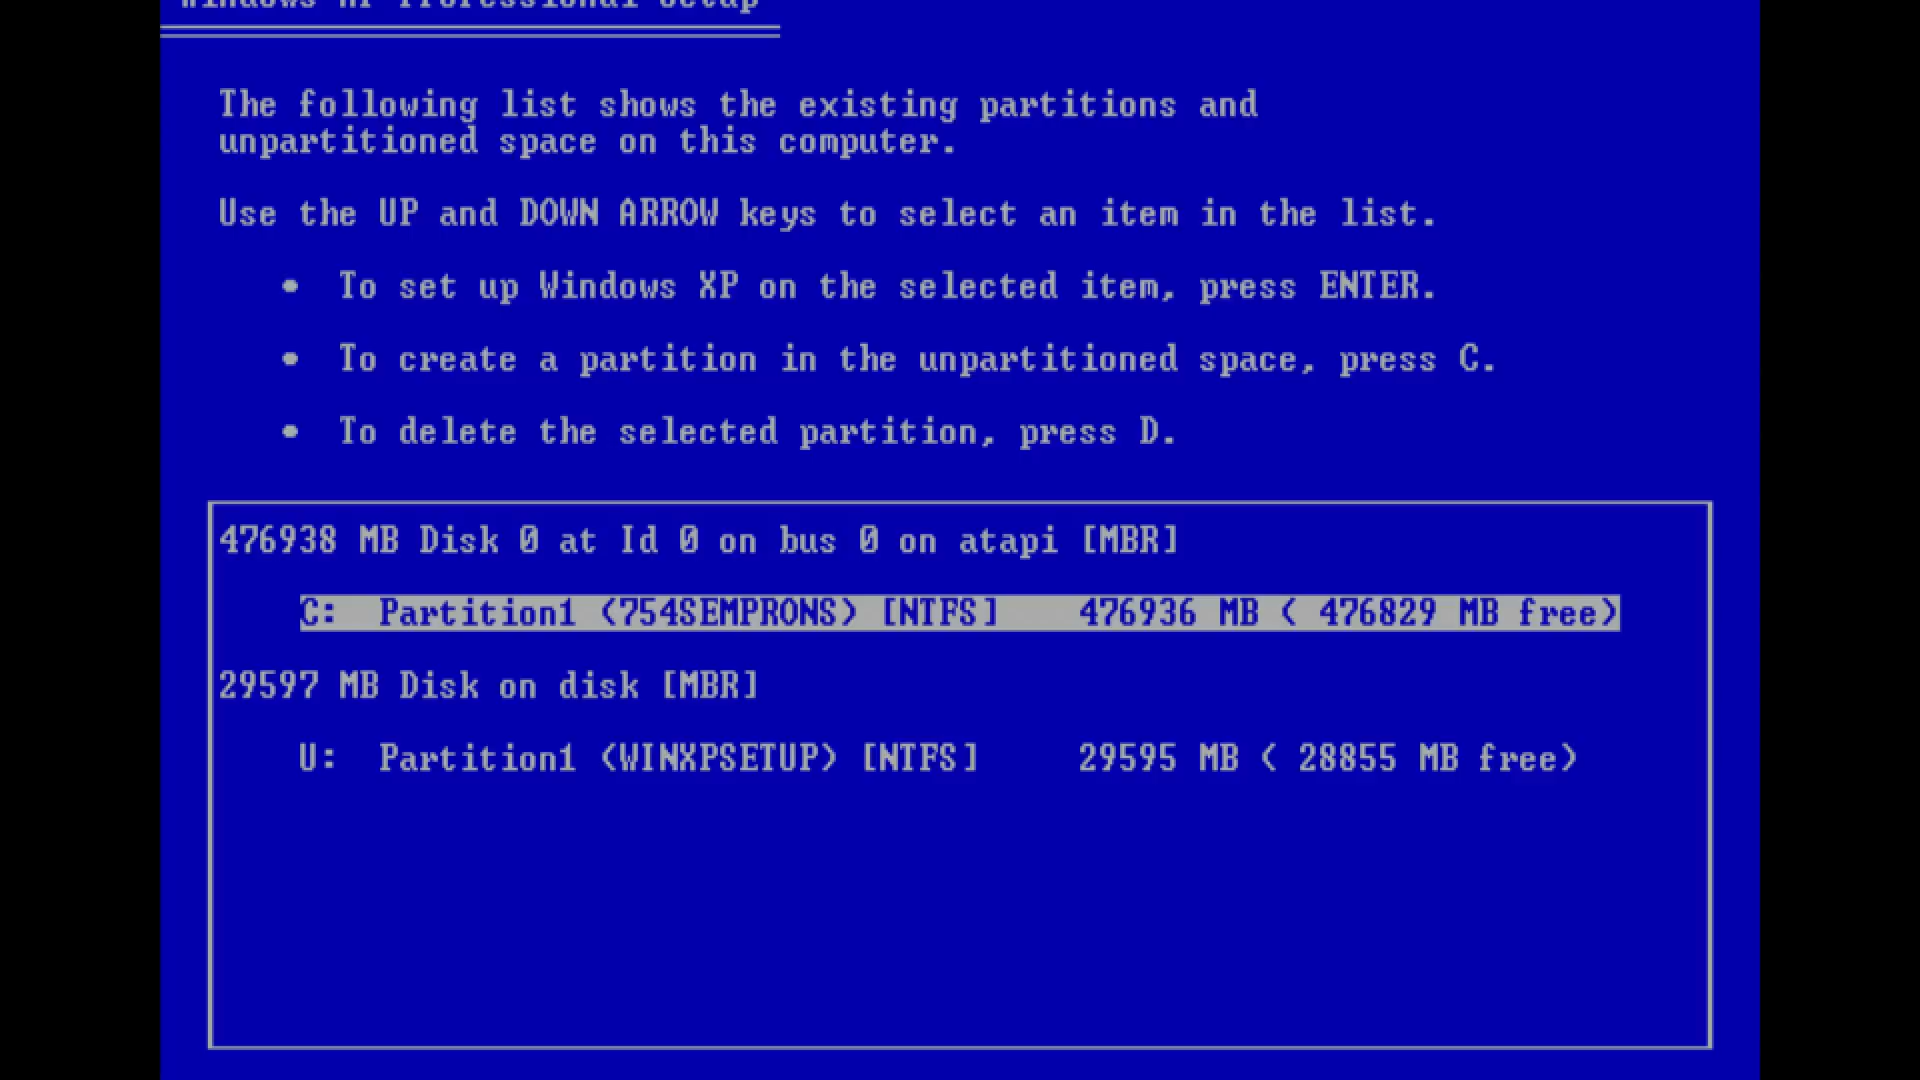 Windows XP Professional Setup
The following list shows the existing partitions and
unpartitioned space on this computer.
Use the UP and DOWN ARROW keys to select an item in the list.
• To set up Windows XP on the selected item, press ENTER.
• To create a partition in the unpartitioned space, press C.
• To delete the selected partition, press D.
476938 MB Disk 0 at Id 0 on bus 0 on atapi [MBR]
C: Partition1 (754SEMPRONS) [NTFS] 476936 MB ( 476829 MB free)
29597 MB Disk on disk [MBR]
U: Partition1 (WINXPSETUP) [NTFS] 29595 MB ( 28855 MB free)